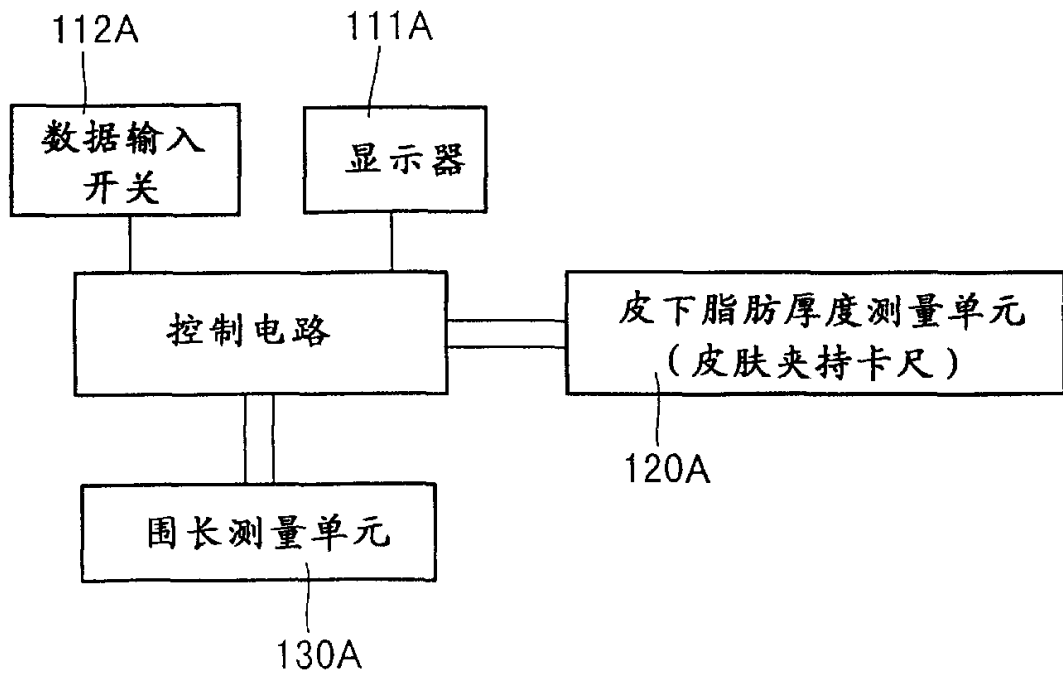 112A
111A
数据输入
开关
显示器
控制电路
皮下脂肪厚度测量单元
（皮肤夹持卡尺）
120A
围长测量单元
130A